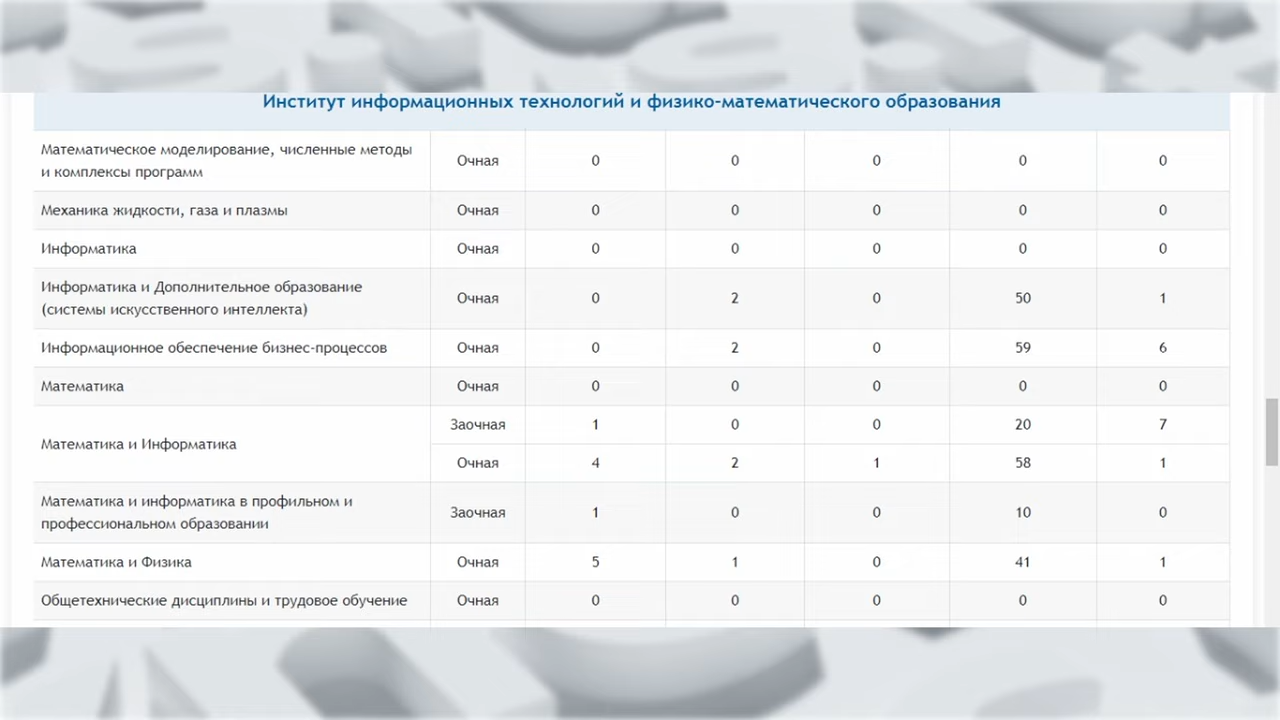 Институт информационных технологий и физико-математического образования
Математическое моделирование, численные методы
и комплексы программ
Очная 0 0 0 0 0
Механика жидкости, газа и плазмы Очная 0 0 0 0 0
Информатика Очная 0 0 0 0 0
Информатика и Дополнительное образование
(системы искусственного интеллекта)
Очная 0 2 0 50 1
Информационное обеспечение бизнес-процессов Очная 0 2 0 59 6
Математика Очная 0 0 0 0 0
Математика и Информатика
Заочная 1 0 0 20 7
Очная 4 2 1 58 1
Математика и информатика в профильном и
профессиональном образовании
Заочная 1 0 0 10 0
Математика и Физика Очная 5 1 0 41 1
Общетехнические дисциплины и трудовое обучение Очная 0 0 0 0 0